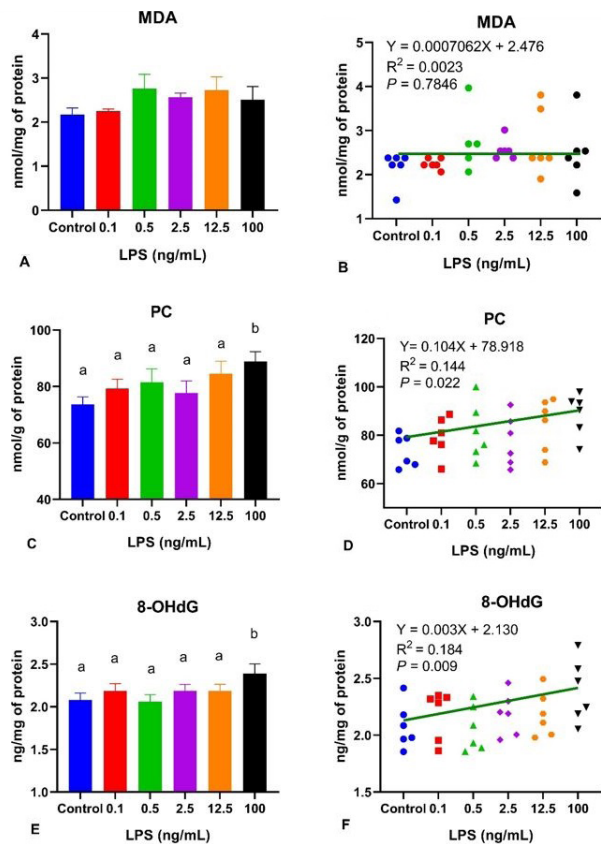 MDA
nmol/mg of protein
4
3
2
1
0
Control 0.1 0.5 2.5 12.5 100
LPS (ng/mL)
A
MDA
Y = 0.0007062X + 2.476
R² = 0.0023
P = 0.7846
nmol/mg of protein
5
4
3
2
1
Control 0.1 0.5 2.5 12.5 100
LPS (ng/mL)
B
PC
nmol/g of protein
100
80
60
40
a a a a a b
Control 0.1 0.5 2.5 12.5 100
LPS (ng/mL)
C
PC
Y= 0.104X + 78.918
R² = 0.144
P = 0.022
nmol/g of protein
120
100
80
60
Control 0.1 0.5 2.5 12.5 100
LPS (ng/mL)
D
8-OHdG
ng/mg of protein
3.0
2.5
2.0
1.5
1.0
a a a a a b
Control 0.1 0.5 2.5 12.5 100
LPS (ng/mL)
E
8-OHdG
Y = 0.003X + 2.130
R² = 0.184
P = 0.009
ng/mg of protein
3.0
2.5
2.0
1.5
Control 0.1 0.5 2.5 12.5 100
LPS (ng/mL)
F